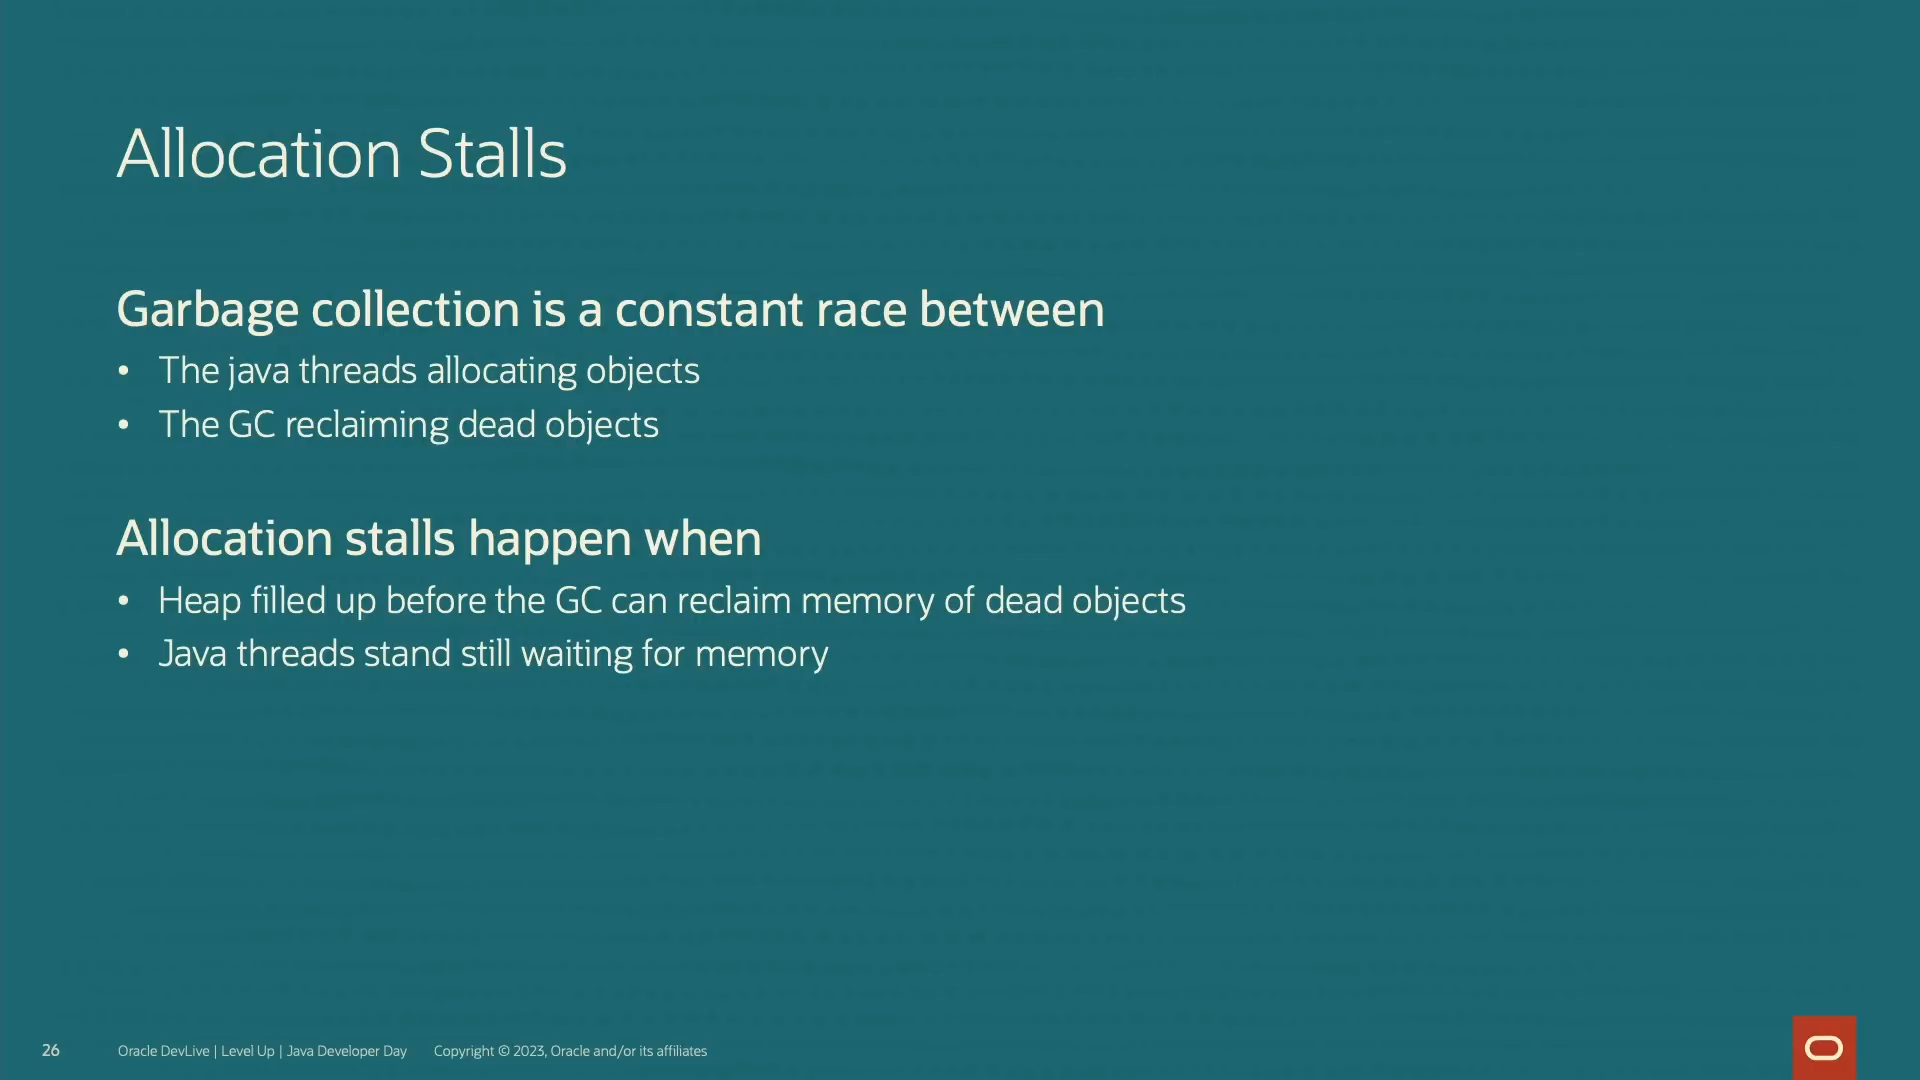 Allocation Stalls
Garbage collection is a constant race between
• The java threads allocating objects
• The GC reclaiming dead objects
Allocation stalls happen when
• Heap filled up before the GC can reclaim memory of dead objects
• Java threads stand still waiting for memory
26 Oracle DevLive | Level Up | Java Developer Day Copyright © 2023, Oracle and/or its affiliates